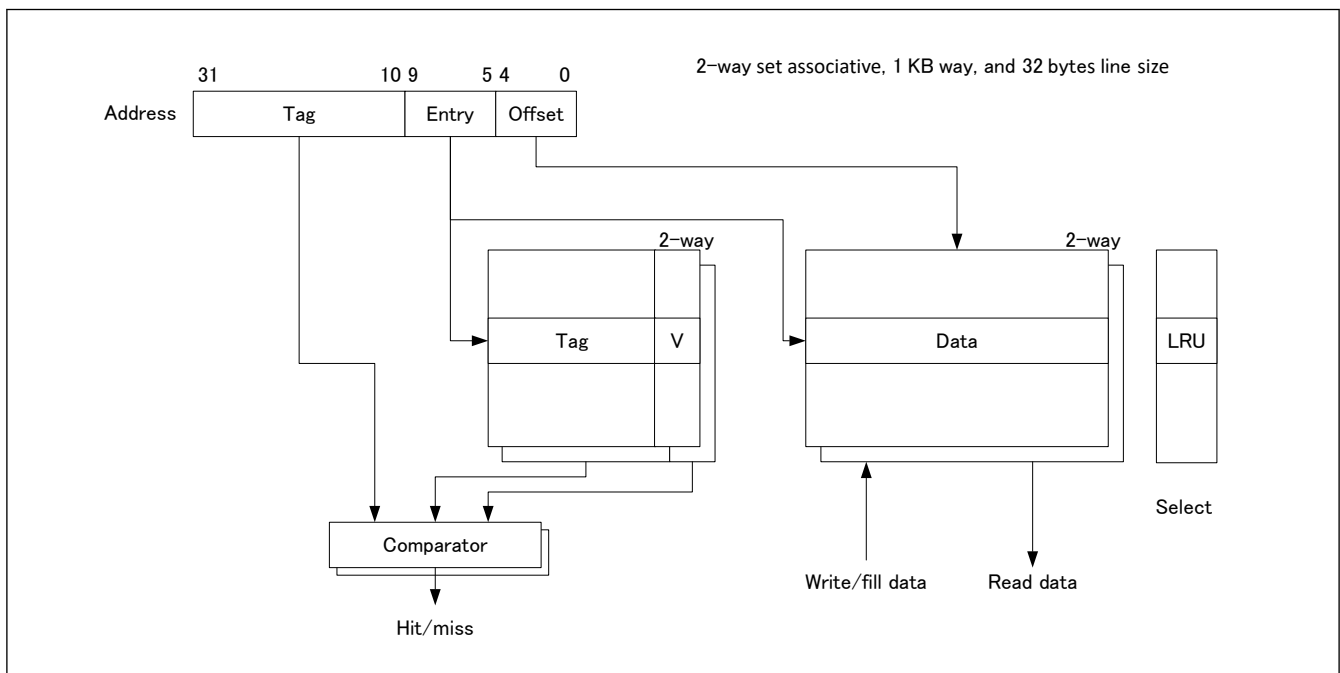 2-way set associative, 1 KB way, and 32 bytes line size
31 10 9 5 4 0
Address Tag Entry Offset
2-way 2-way
Tag V Data LRU
Select
Comparator
Write/fill data Read data
Hit/miss